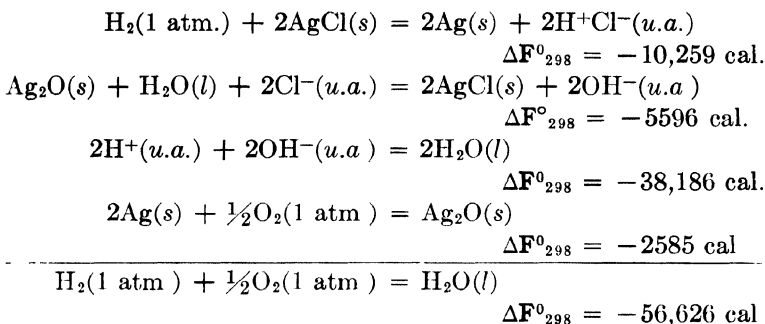 H₂(1 atm.) + 2AgCl(s) = 2Ag(s) + 2H⁺Cl⁻(u.a.)
ΔF⁰₂₉₈ = −10,259 cal.
Ag₂O(s) + H₂O(l) + 2Cl⁻(u.a.) = 2AgCl(s) + 2OH⁻(u.a )
ΔF°₂₉₈ = −5596 cal.
2H⁺(u.a.) + 2OH⁻(u.a ) = 2H₂O(l)
ΔF⁰₂₉₈ = −38,186 cal.
2Ag(s) + ½O₂(1 atm ) = Ag₂O(s)
ΔF⁰₂₉₈ = −2585 cal
H₂(1 atm ) + ½O₂(1 atm ) = H₂O(l)
ΔF⁰₂₉₈ = −56,626 cal